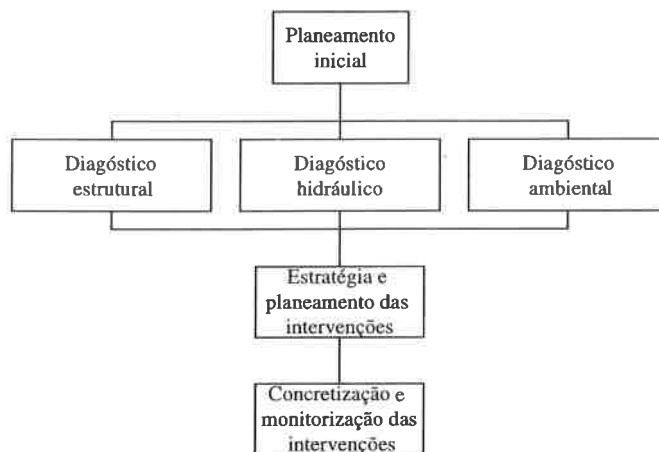 Planeamento
inicial
Diagóstico
estrutural
Diagóstico
hidráulico
Diagóstico
ambiental
Estratégia e
planeamento das
intervenções
Concretização e
monitorização das
intervenções